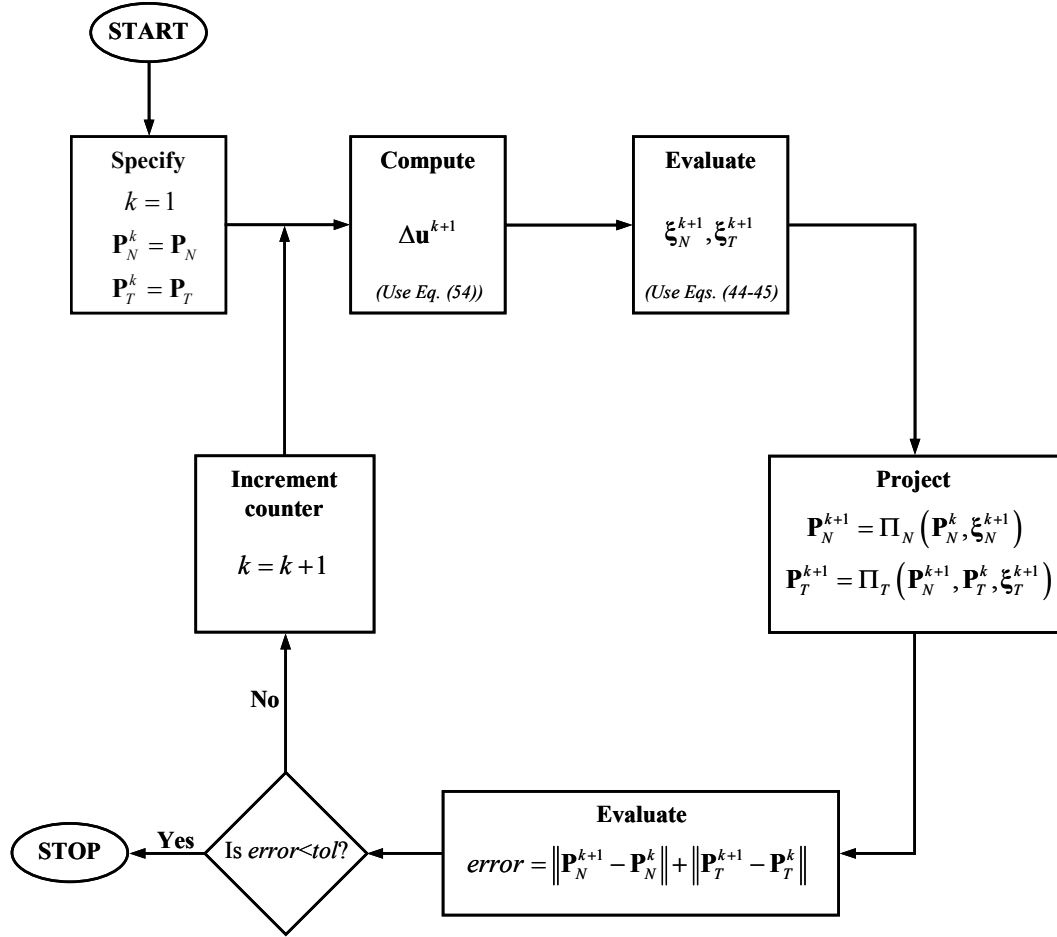 START
Specify
k = 1
P_N^k = P_N
P_T^k = P_T
Compute
Δu^{k+1}
(Use Eq. (54))
Evaluate
ξ_N^{k+1}, ξ_T^{k+1}
(Use Eqs. (44-45)
Project
P_N^{k+1} = Π_N (P_N^k, ξ_N^{k+1})
P_T^{k+1} = Π_T (P_N^{k+1}, P_T^k, ξ_T^{k+1})
Evaluate
error = ‖P_N^{k+1} − P_N^k‖ + ‖P_T^{k+1} − P_T^k‖
Is error<tol?
Yes
STOP
No
Increment
counter
k = k + 1